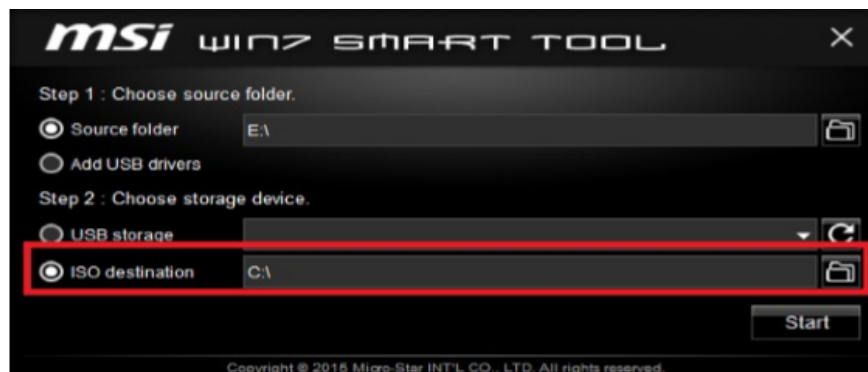 msi WIN7 SMART TOOL
Step 1 : Choose source folder.
Source folder E:\
Add USB drivers
Step 2 : Choose storage device.
USB storage
ISO destination C:\
Start
Copyright © 2015 Micro-Star INT'L CO., LTD. All rights reserved.